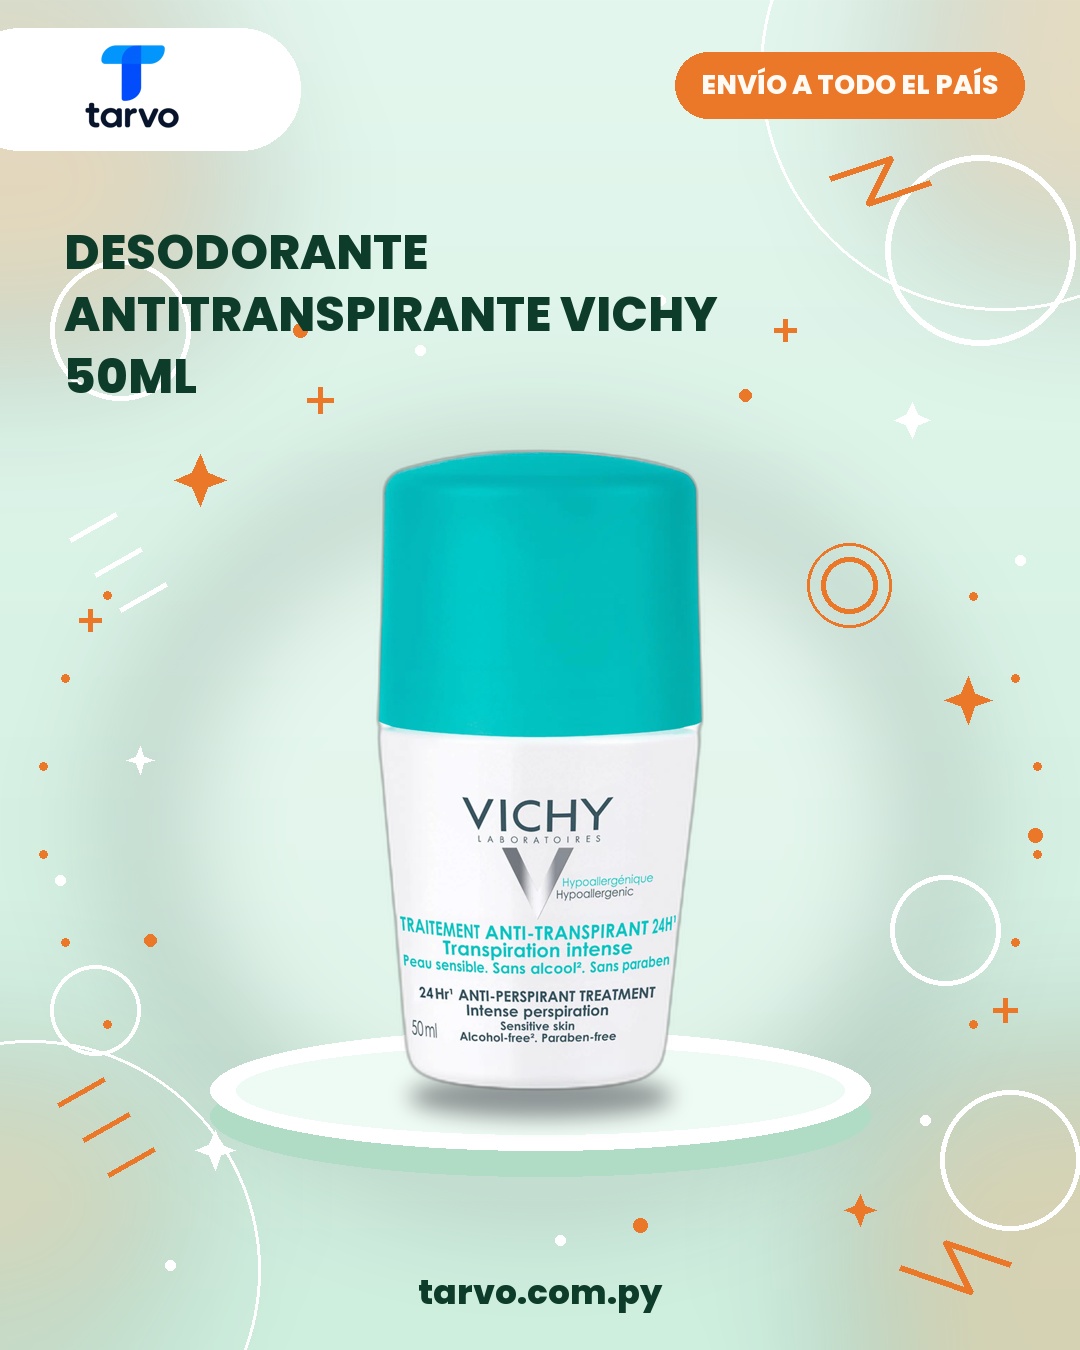 tarvo
ENVÍO A TODO EL PAÍS
DESODORANTE
ANTITRANSPIRANTE VICHY
50ML
VICHY
LABORATOIRES
Hypoallergénique
Hypoallergenic
TRAITEMENT ANTI-TRANSPIRANT 24H¹
Transpiration intense
Peau sensible. Sans alcool². Sans paraben
24Hr¹ ANTI-PERSPIRANT TREATMENT
Intense perspiration
Sensitive skin
50ml
Alcohol-free². Paraben-free
tarvo.com.py